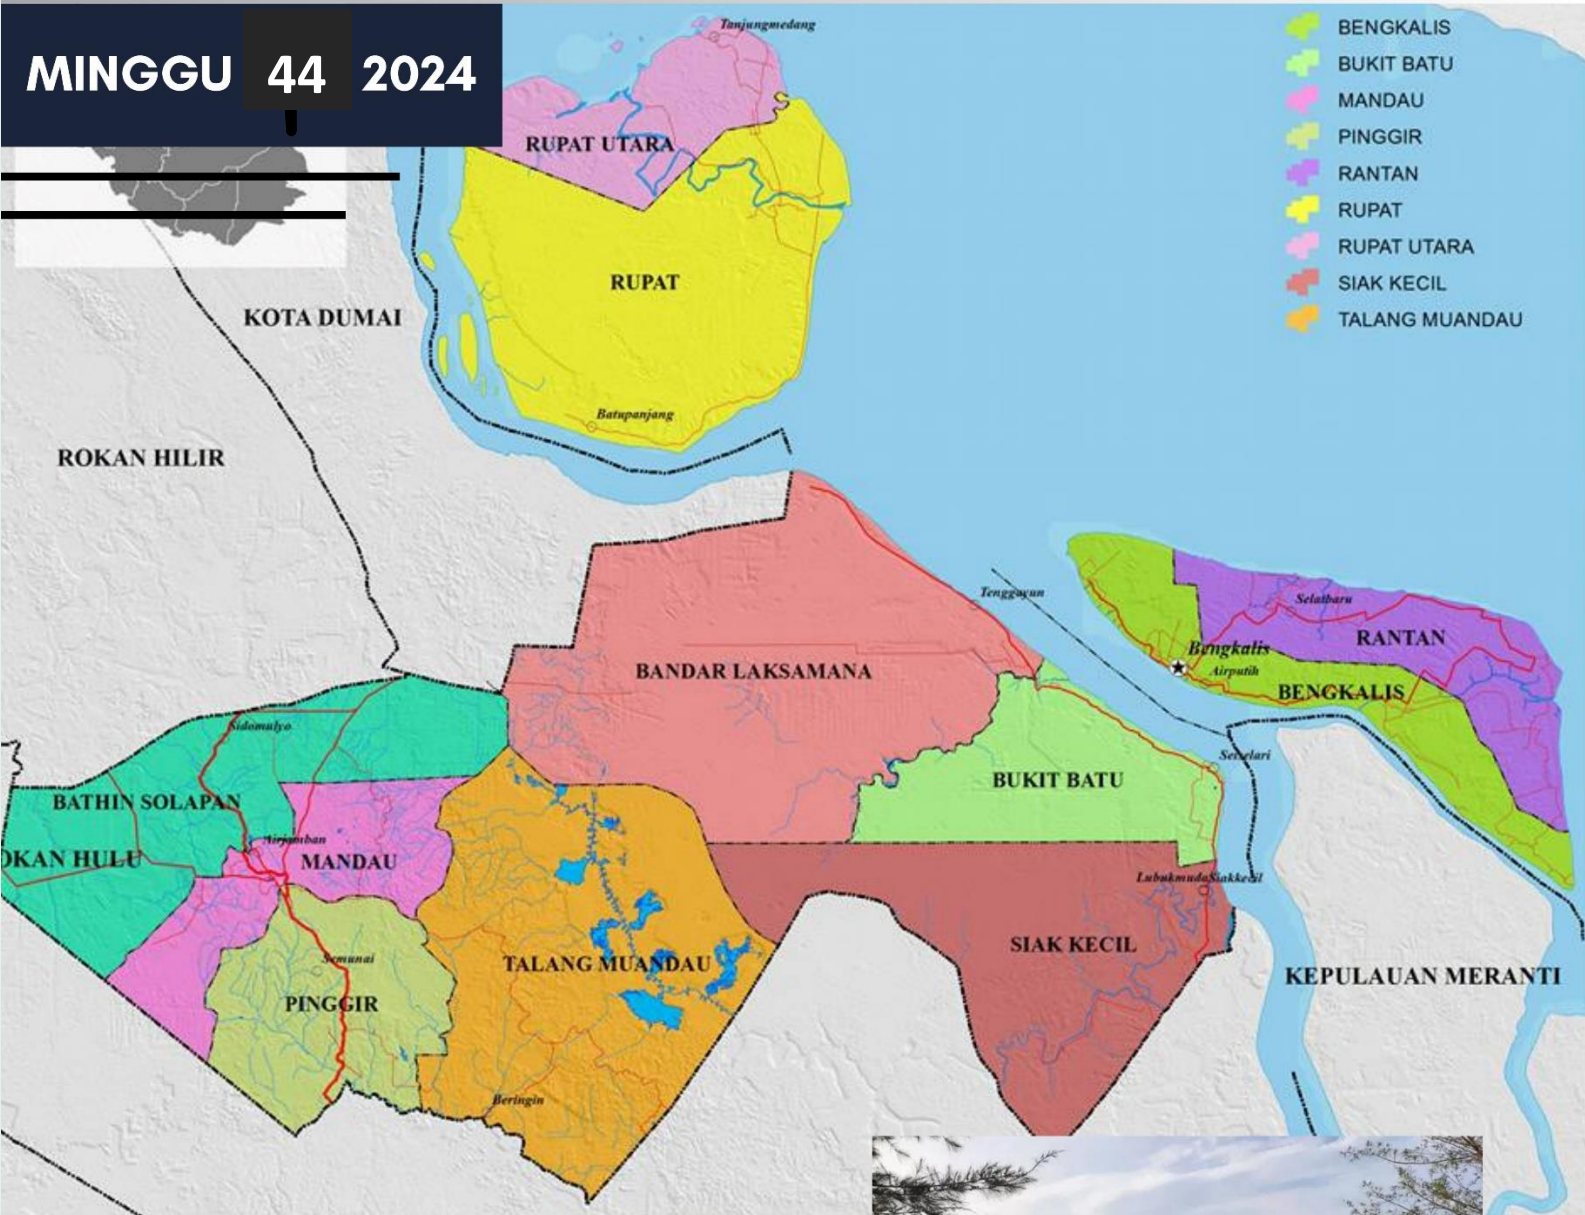 MINGGU 44 2024
BENGKALIS
BUKIT BATU
MANDAU
PINGGIR
RANTAN
RUPAT
RUPAT UTARA
SIAK KECIL
TALANG MUANDAU
Tanjungmedang
RUPAT UTARA
RUPAT
KOTA DUMAI
Batupanjang
ROKAN HILIR
Tenggayun
Selatbaru
RANTAN
Bengkalis
Airputih
BENGKALIS
BANDAR LAKSAMANA
Sidomulyo
Seiselari
BUKIT BATU
BATHIN SOLAPAN
Airjamban
MANDAU
OKAN HULU
LubukmudaSiakkecil
SIAK KECIL
TALANG MUANDAU
Semunai
PINGGIR
KEPULAUAN MERANTI
Beringin